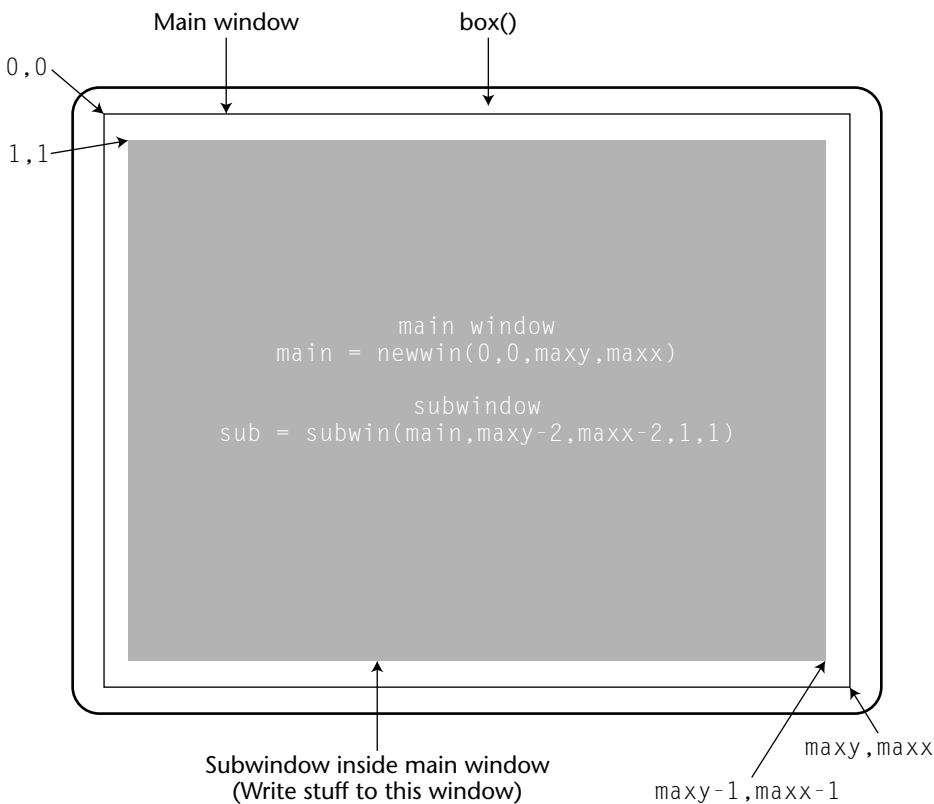 Main window
box()
0,0
1,1
main window
main = newwin(0,0,maxy,maxx)
subwindow
sub = subwin(main,maxy-2,maxx-2,1,1)
maxy,maxx
Subwindow inside main window
(Write stuff to this window)
maxy-1,maxx-1